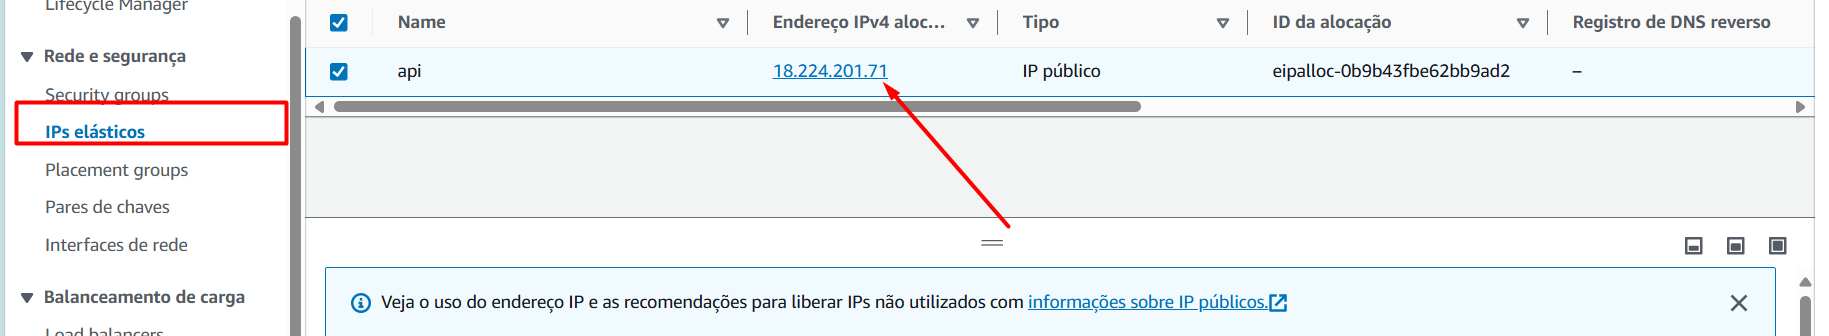 Lifecycle Manager
Rede e segurança
Security groups
IPs elásticos
Placement groups
Pares de chaves
Interfaces de rede
Balanceamento de carga
Load balancers
Name Endereço IPv4 aloc... Tipo ID da alocação Registro de DNS reverso
api 18.224.201.71 IP público eipalloc-0b9b43fbe62bb9ad2 –
Veja o uso do endereço IP e as recomendações para liberar IPs não utilizados com informações sobre IP públicos.